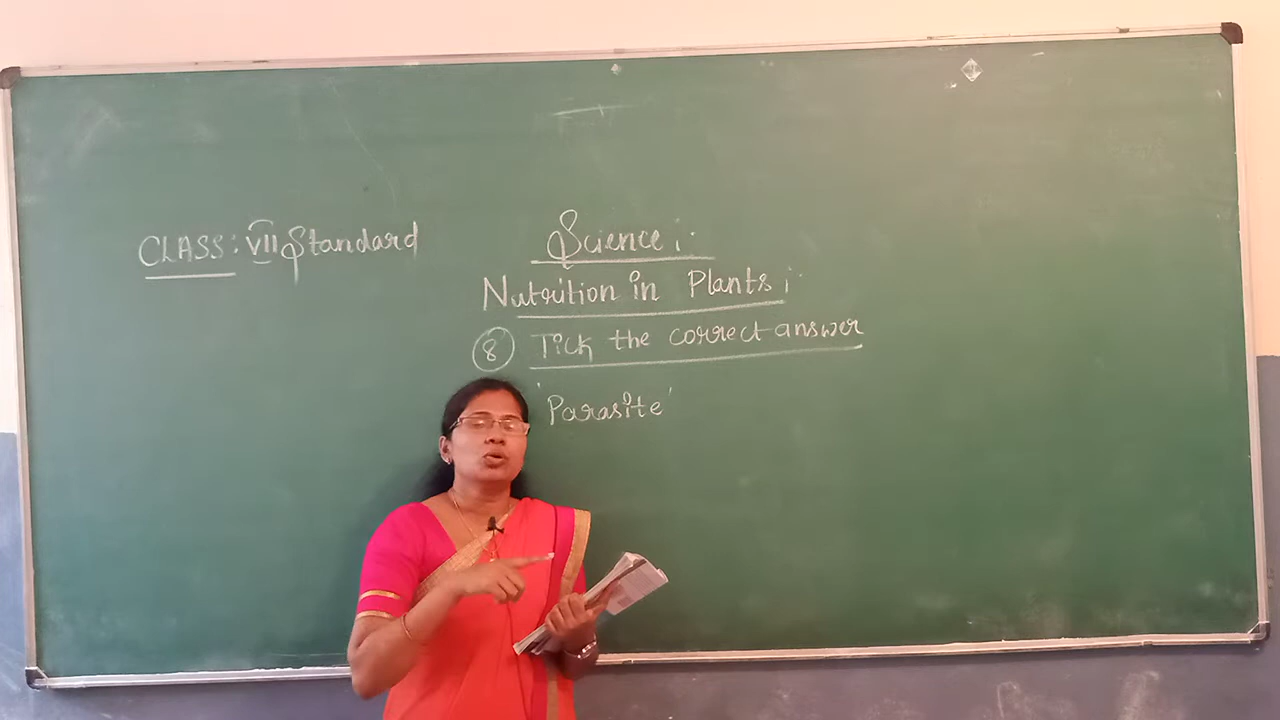 CLASS: VII Standard
Science:
Nutrition in Plants:
8 Tick the correct answer
'Parasite'